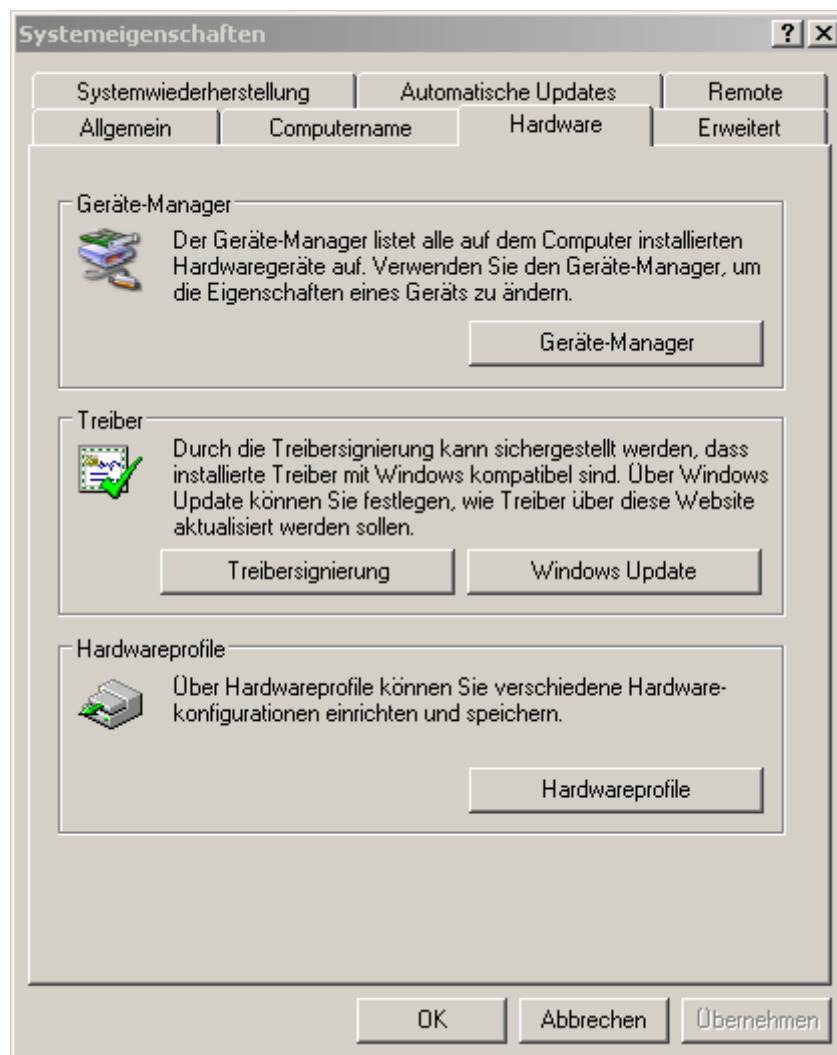 Systemeigenschaften
Systemwiederherstellung Automatische Updates Remote
Allgemein Computername Hardware Erweitert
Geräte-Manager
Der Geräte-Manager listet alle auf dem Computer installierten
Hardwaregeräte auf. Verwenden Sie den Geräte-Manager, um
die Eigenschaften eines Geräts zu ändern.
Geräte-Manager
Treiber
Durch die Treibersignierung kann sichergestellt werden, dass
installierte Treiber mit Windows kompatibel sind. Über Windows
Update können Sie festlegen, wie Treiber über diese Website
aktualisiert werden sollen.
Treibersignierung Windows Update
Hardwareprofile
Über Hardwareprofile können Sie verschiedene Hardware-
konfigurationen einrichten und speichern.
Hardwareprofile
OK Abbrechen Übernehmen